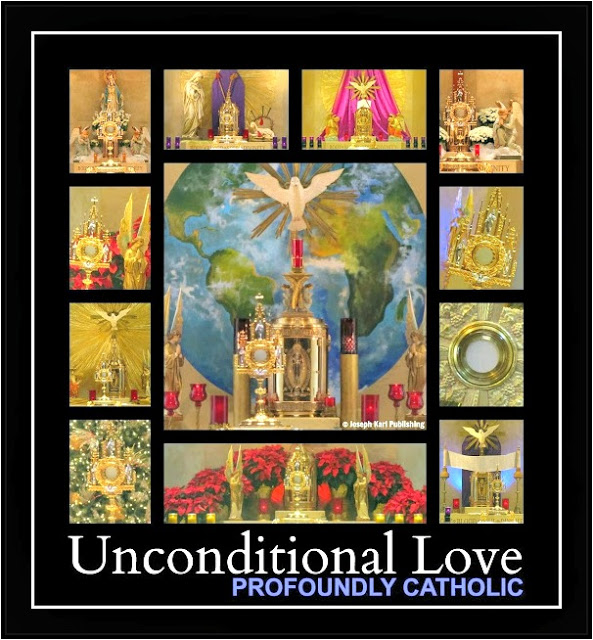 © Joseph Karl Publishing
Unconditional Love
PROFOUNDLY CATHOLIC